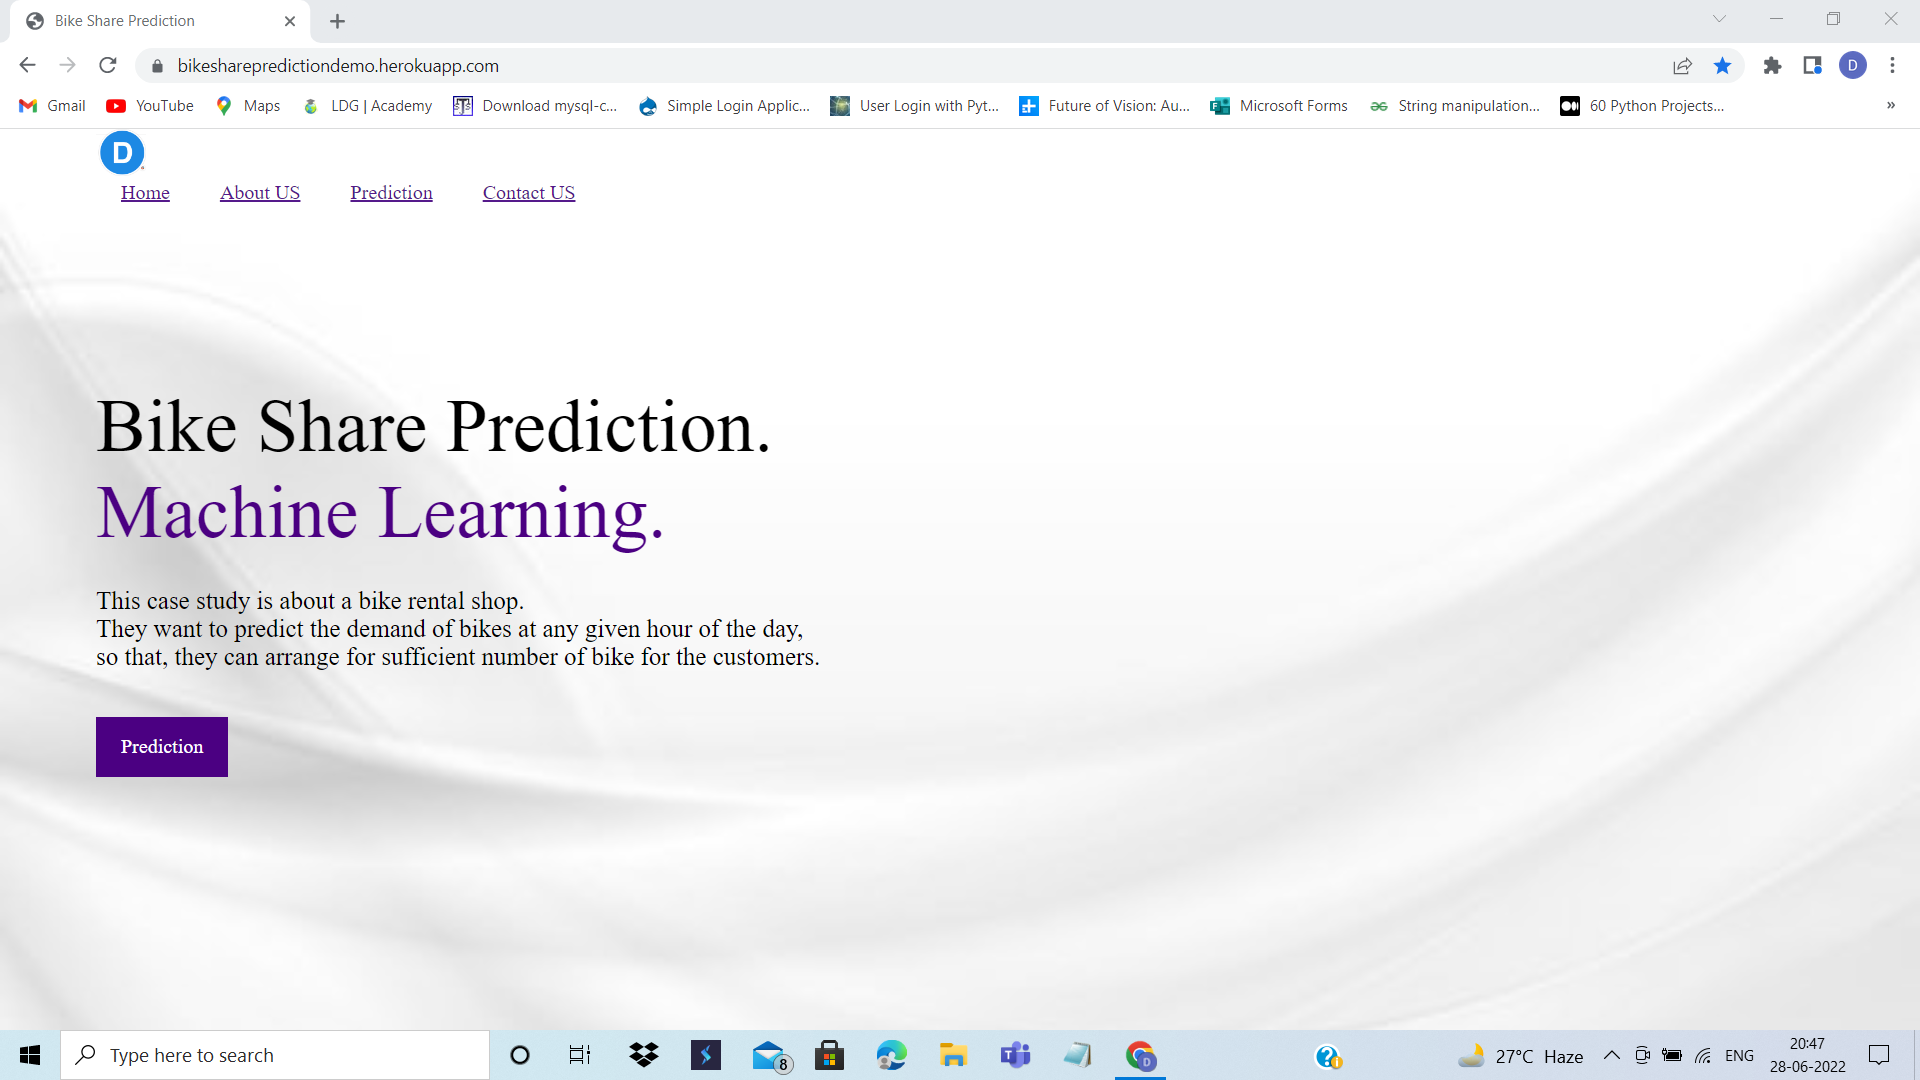 Bike Share Prediction
bikesharepredictiondemo.herokuapp.com
D
Gmail YouTube Maps LDG | Academy Download mysql-c... Simple Login Applic... User Login with Pyt... Future of Vision: Au... Microsoft Forms String manipulation... 60 Python Projects... »
D
Home About US Prediction Contact US
Bike Share Prediction.
Machine Learning.
This case study is about a bike rental shop.
They want to predict the demand of bikes at any given hour of the day,
so that, they can arrange for sufficient number of bike for the customers.
Prediction
Type here to search
8
D
27°C Haze
ENG
20:47
28-06-2022